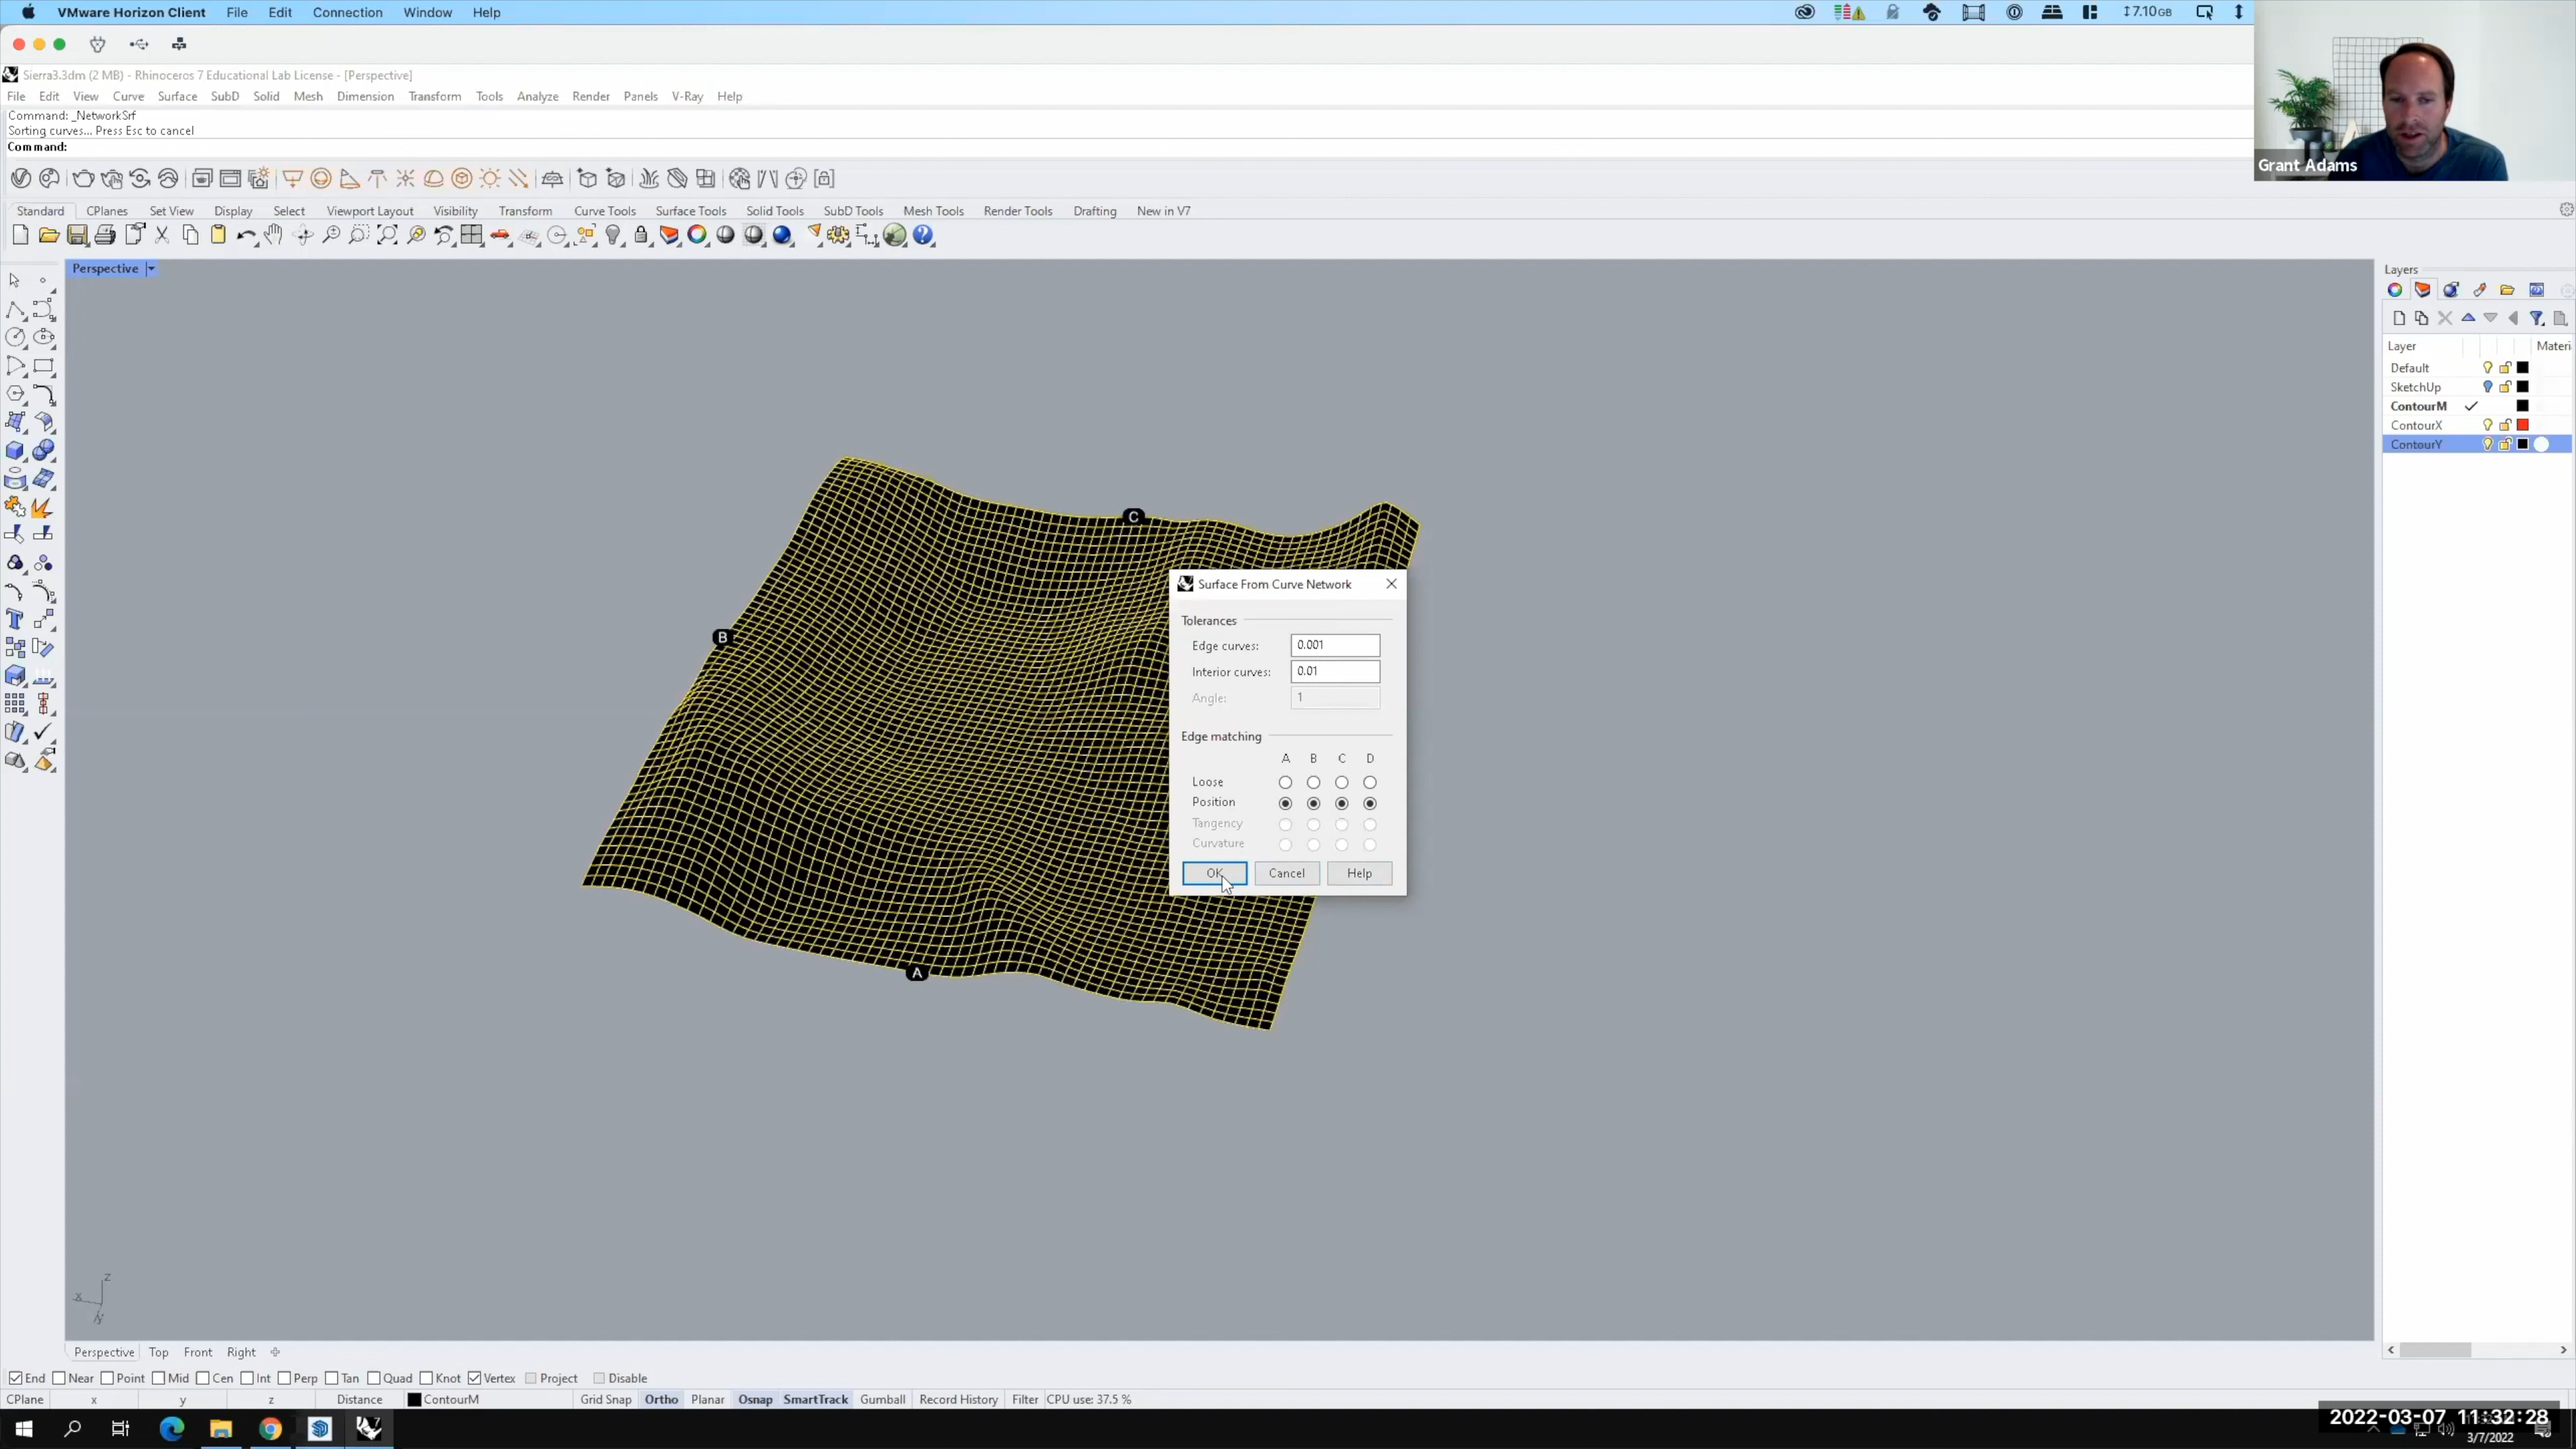 VMware Horizon Client File Edit Connection Window Help
7.10GB
Grant Adams
Sierra3.3dm (2 MB) - Rhinoceros 7 Educational Lab License - [Perspective]
File Edit View Curve Surface SubD Solid Mesh Dimension Transform Tools Analyze Render Panels V-Ray Help
Command: _NetworkSrf
Sorting curves... Press Esc to cancel
Command:
Standard CPlanes Set View Display Select Viewport Layout Visibility Transform Curve Tools Surface Tools Solid Tools SubD Tools Mesh Tools Render Tools Drafting New in V7
Perspective
Layers
Layer Materi
Default
SketchUp
ContourM
ContourX
ContourY
C
B
A
Surface From Curve Network
Tolerances
Edge curves: 0.001
Interior curves: 0.01
Angle: 1
Edge matching
A B C D
Loose
Position
Tangency
Curvature
OK Cancel Help
z
x
y
Perspective Top Front Right
End Near Point Mid Cen Int Perp Tan Quad Knot Vertex Project Disable
CPlane x y z Distance ContourM Grid Snap Ortho Planar Osnap SmartTrack Gumball Record History Filter CPU use: 37.5 %
2022-03-07 11:32:28
3/7/2022